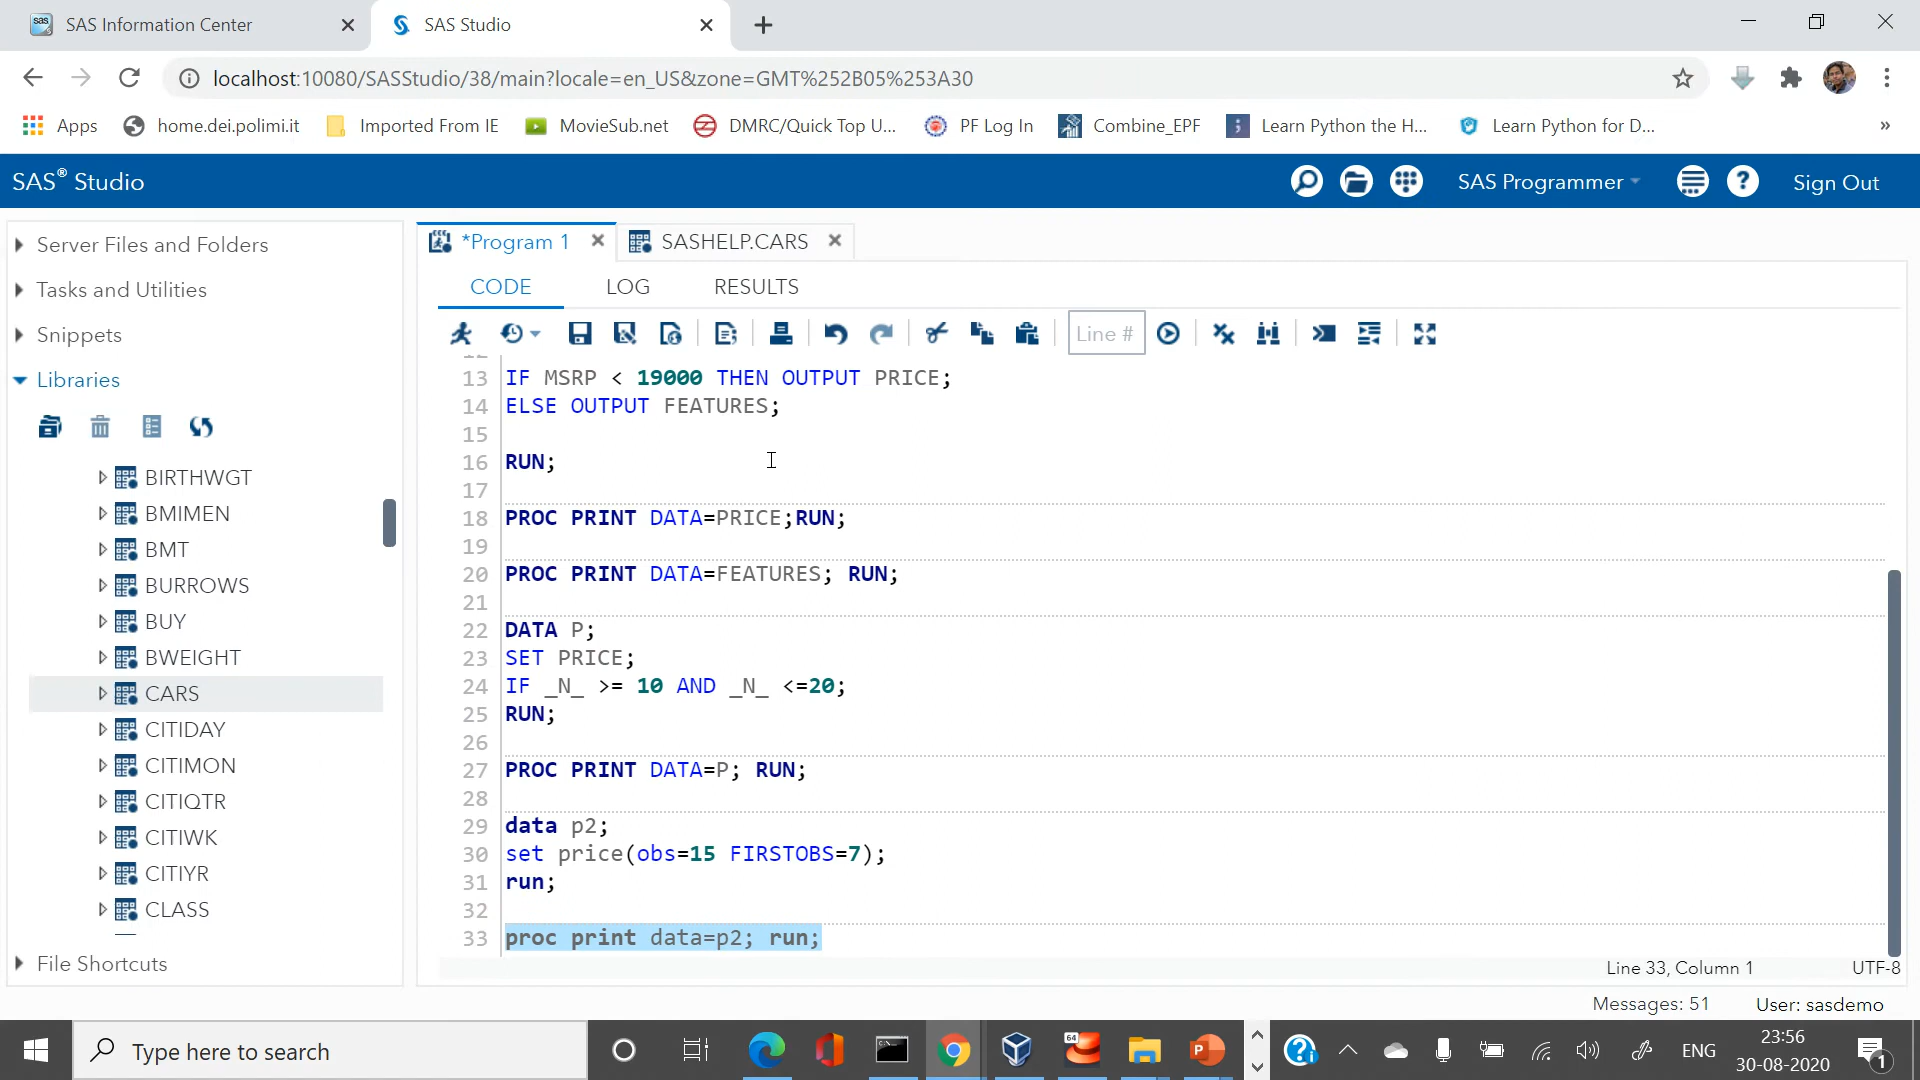 SAS Information Center
SAS Studio
localhost:10080/SASStudio/38/main?locale=en_US&zone=GMT%252B05%253A30
Apps
home.dei.polimi.it
Imported From IE
MovieSub.net
DMRC/Quick Top U...
PF Log In
Combine_EPF
Learn Python the H...
Learn Python for D...
»
SAS® Studio
SAS Programmer
Sign Out
Server Files and Folders
Tasks and Utilities
Snippets
Libraries
BIRTHWGT
BMIMEN
BMT
BURROWS
BUY
BWEIGHT
CARS
CITIDAY
CITIMON
CITIQTR
CITIWK
CITIYR
CLASS
File Shortcuts
*Program 1
SASHELP.CARS
CODE
LOG
RESULTS
Line #
13 IF MSRP < 19000 THEN OUTPUT PRICE;
14 ELSE OUTPUT FEATURES;
15
16 RUN;
17
18 PROC PRINT DATA=PRICE;RUN;
19
20 PROC PRINT DATA=FEATURES; RUN;
21
22 DATA P;
23 SET PRICE;
24 IF _N_ >= 10 AND _N_ <=20;
25 RUN;
26
27 PROC PRINT DATA=P; RUN;
28
29 data p2;
30 set price(obs=15 FIRSTOBS=7);
31 run;
32
33 proc print data=p2; run;
Line 33, Column 1
UTF-8
Messages: 51
User: sasdemo
Type here to search
64
ENG
23:56
30-08-2020
1